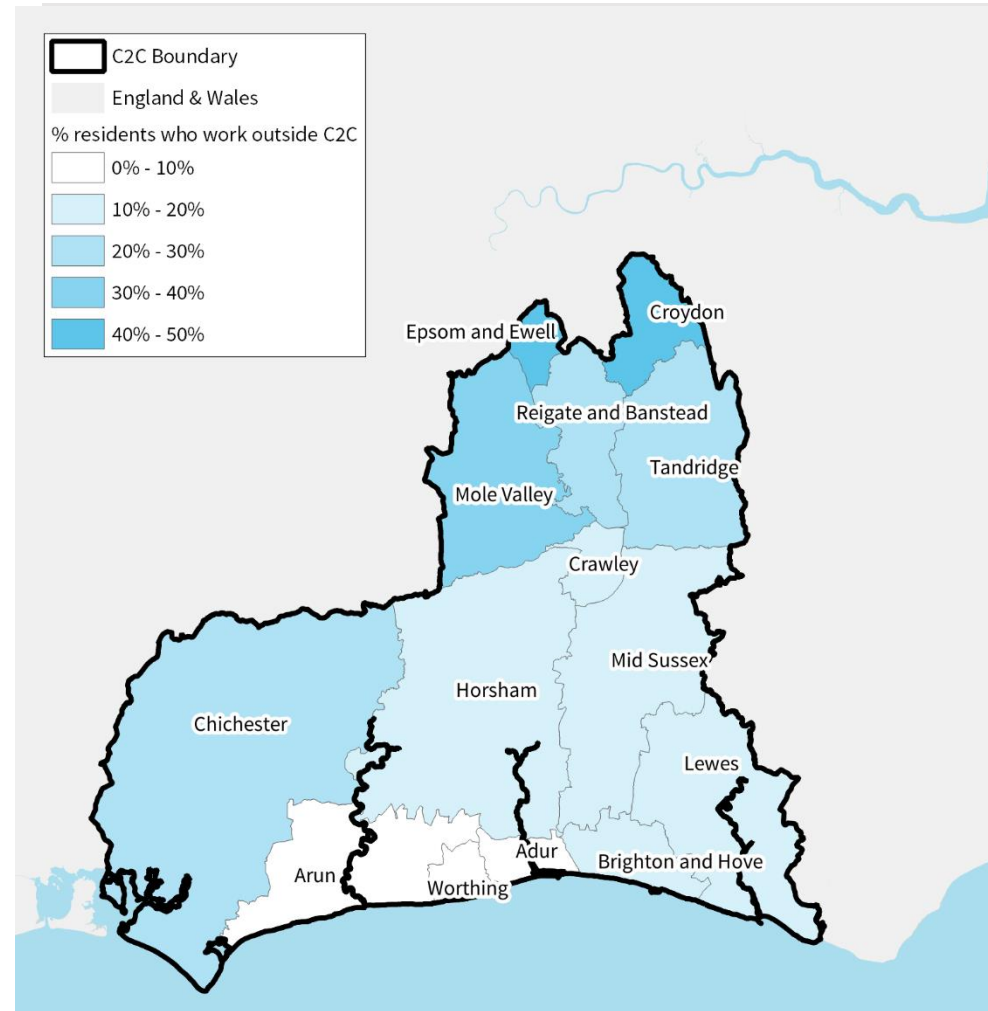 C2C Boundary
England & Wales
% residents who work outside C2C
0% - 10%
10% - 20%
20% - 30%
30% - 40%
40% - 50%
Croydon
Epsom and Ewell
Reigate and Banstead
Tandridge
Mole Valley
Crawley
Mid Sussex
Horsham
Chichester
Lewes
Adur
Brighton and Hove
Arun
Worthing